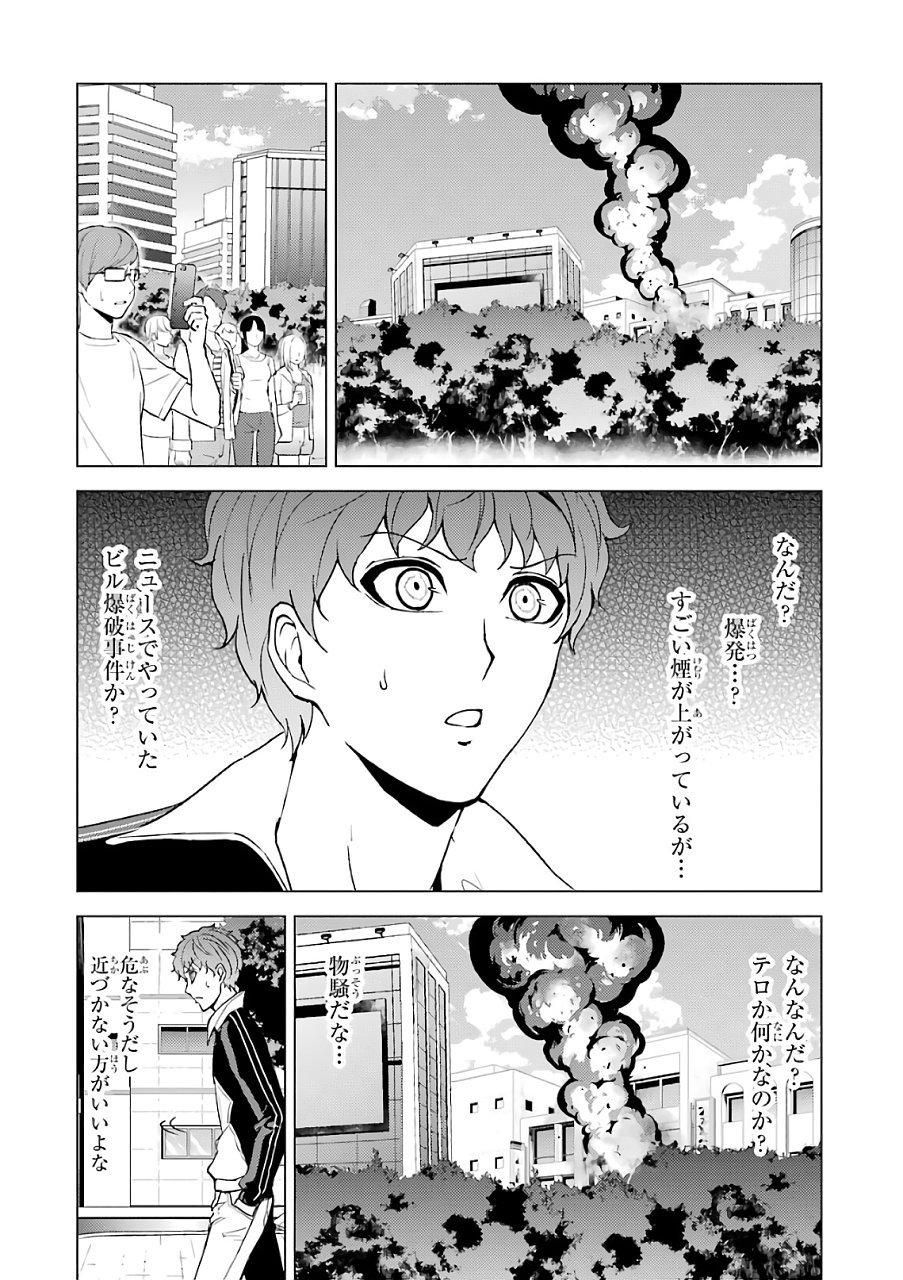 なんだ?
爆発…?
すごい煙が上がっているが…
ニュースでやっていた
ビル爆破事件か?
なんなんだ?
テロか何かなのか?
物騒だな…
危なそうだし
近づかない方がいいよな